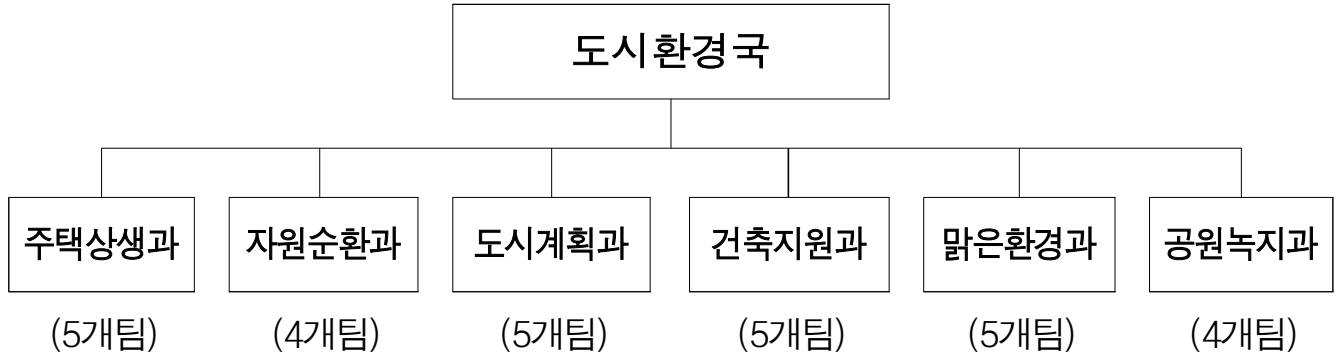 도시환경국
주택상생과 자원순환과 도시계획과 건축지원과 맑은환경과 공원녹지과
(5개팀) (4개팀) (5개팀) (5개팀) (5개팀) (4개팀)